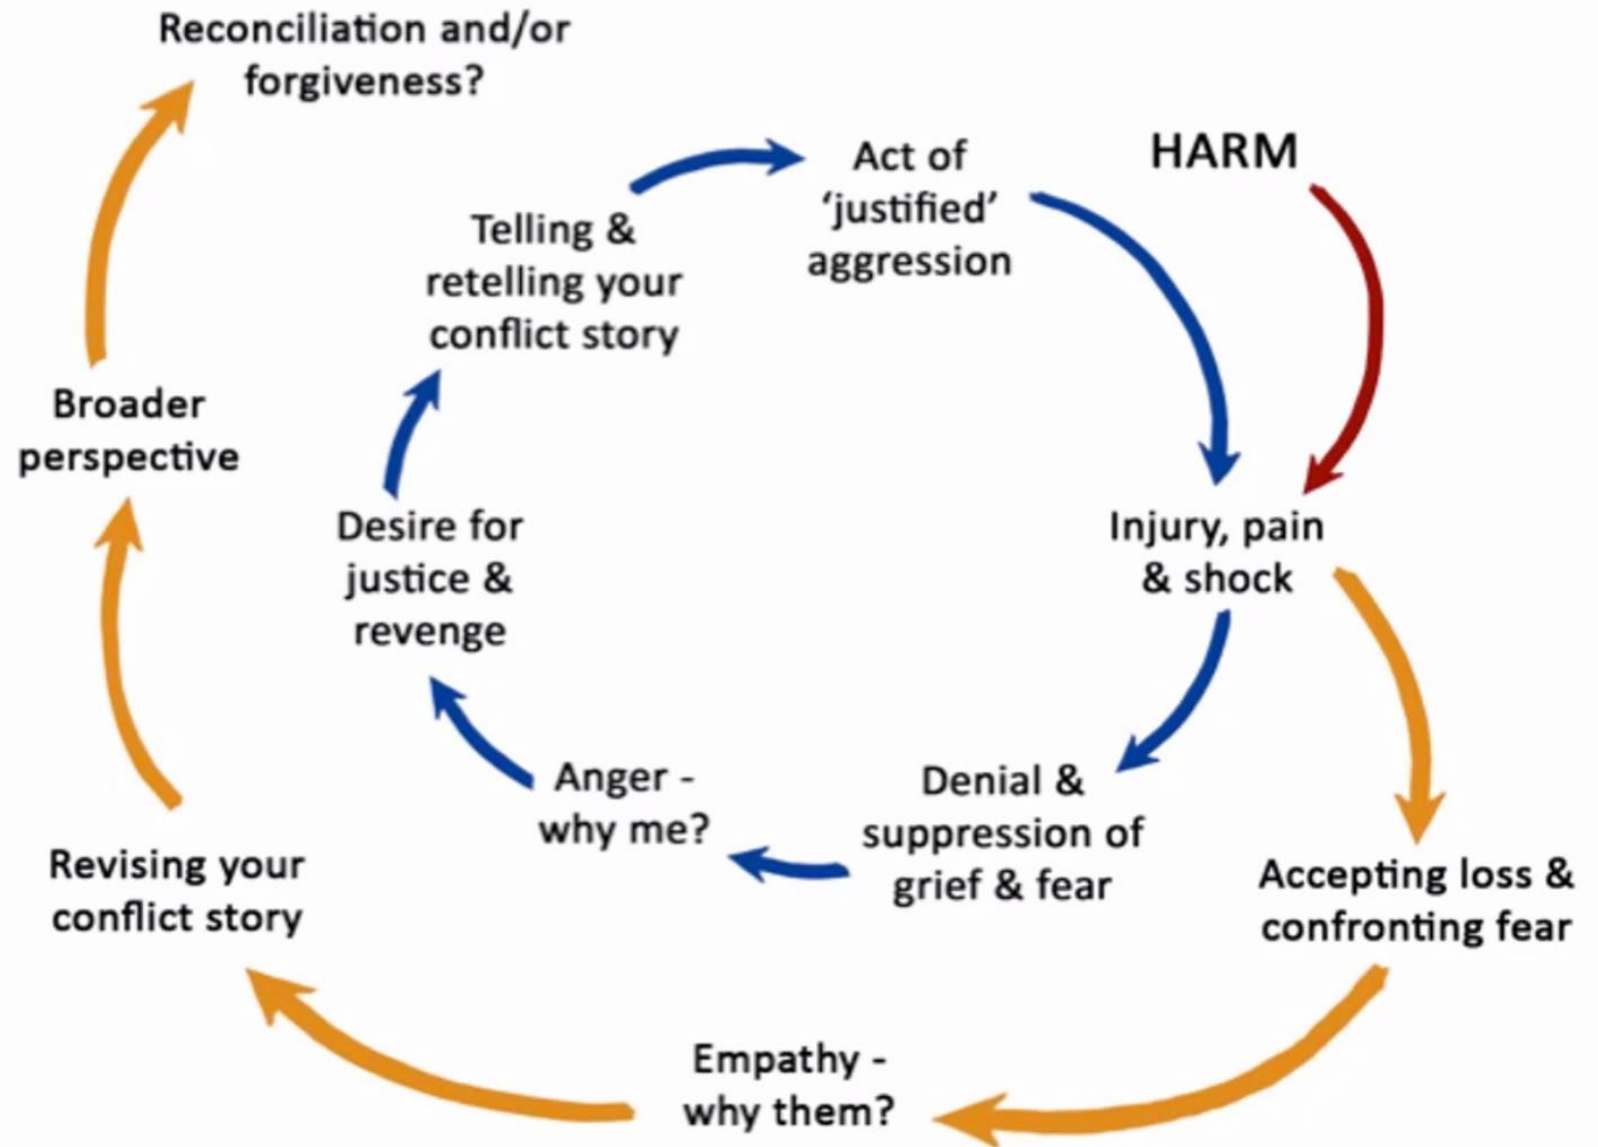 Reconciliation and/or
forgiveness?
HARM
Act of
‘justified’
aggression
Telling &
retelling your
conflict story
Broader
perspective
Desire for
justice &
revenge
Injury, pain
& shock
Anger -
why me?
Denial &
suppression of
grief & fear
Revising your
conflict story
Accepting loss &
confronting fear
Empathy -
why them?